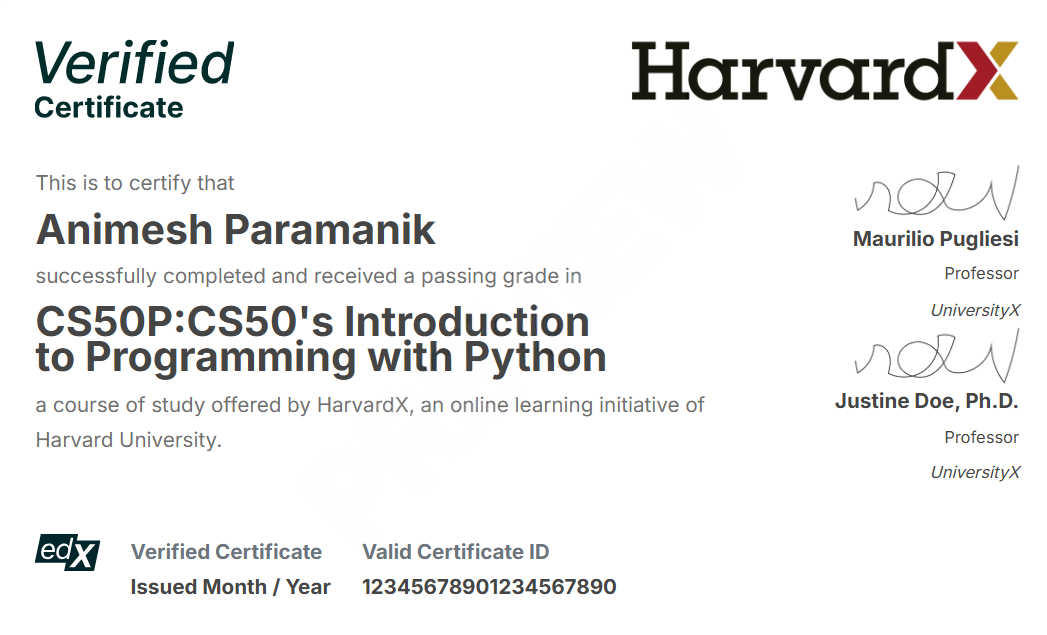 Verified
Certificate
HarvardX
This is to certify that
Animesh Paramanik
successfully completed and received a passing grade in
CS50P:CS50's Introduction
to Programming with Python
a course of study offered by HarvardX, an online learning initiative of
Harvard University.
Maurilio Pugliesi
Professor
UniversityX
Justine Doe, Ph.D.
Professor
UniversityX
edX
Verified Certificate
Issued Month / Year
Valid Certificate ID
12345678901234567890